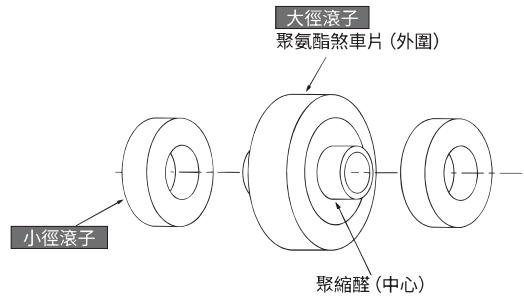 大徑滾子
聚氨酯煞車片（外圍）
小徑滾子
聚縮醛（中心）